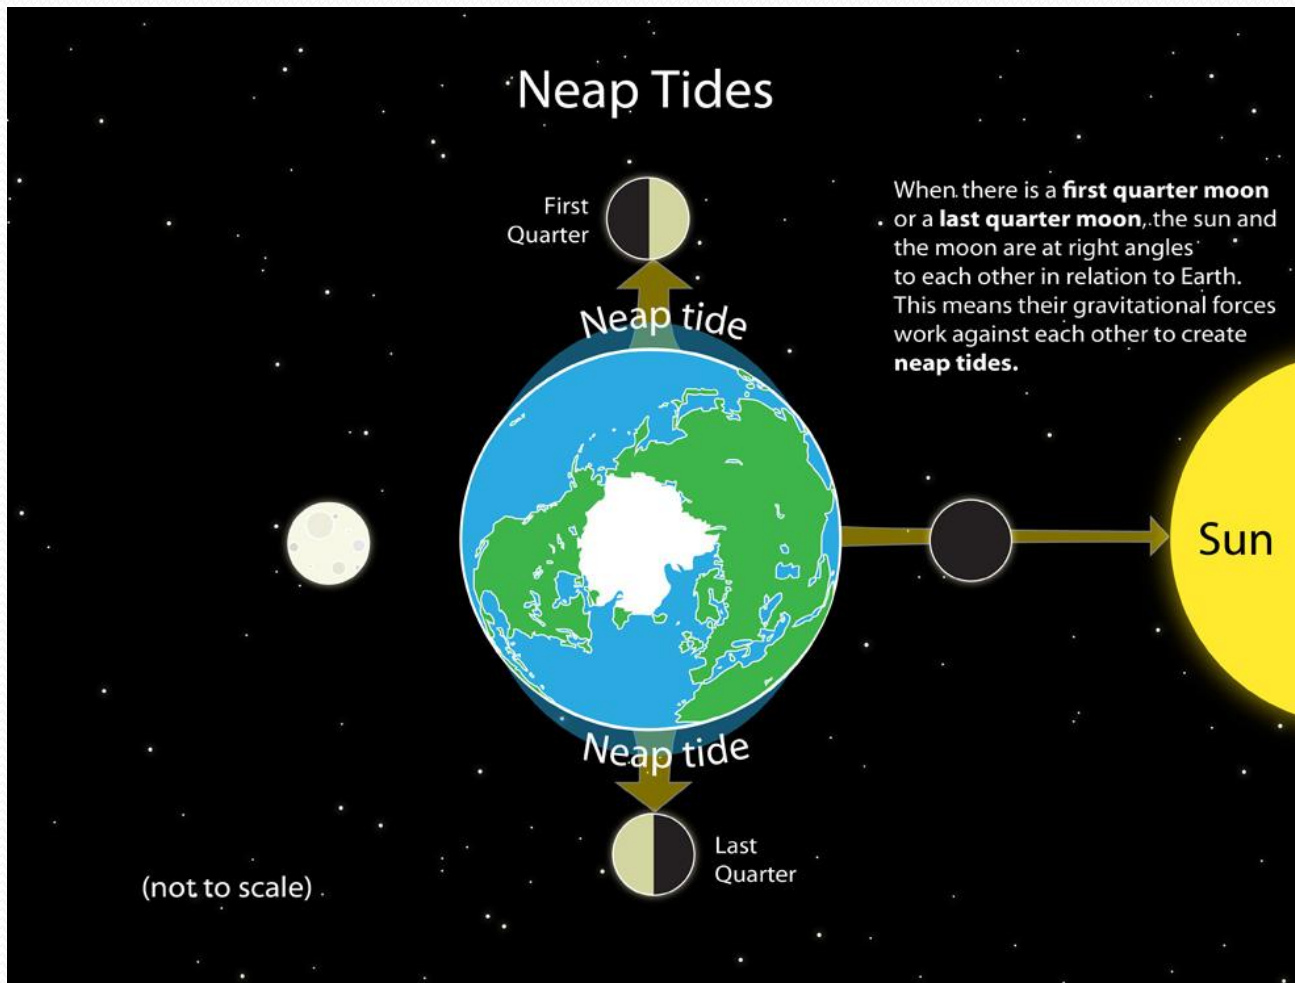 Neap Tides
First
Quarter
When there is a first quarter moon
or a last quarter moon, the sun and
the moon are at right angles
to each other in relation to Earth.
This means their gravitational forces
work against each other to create
neap tides.
Neap tide
Sun
Neap tide
Last
Quarter
(not to scale)